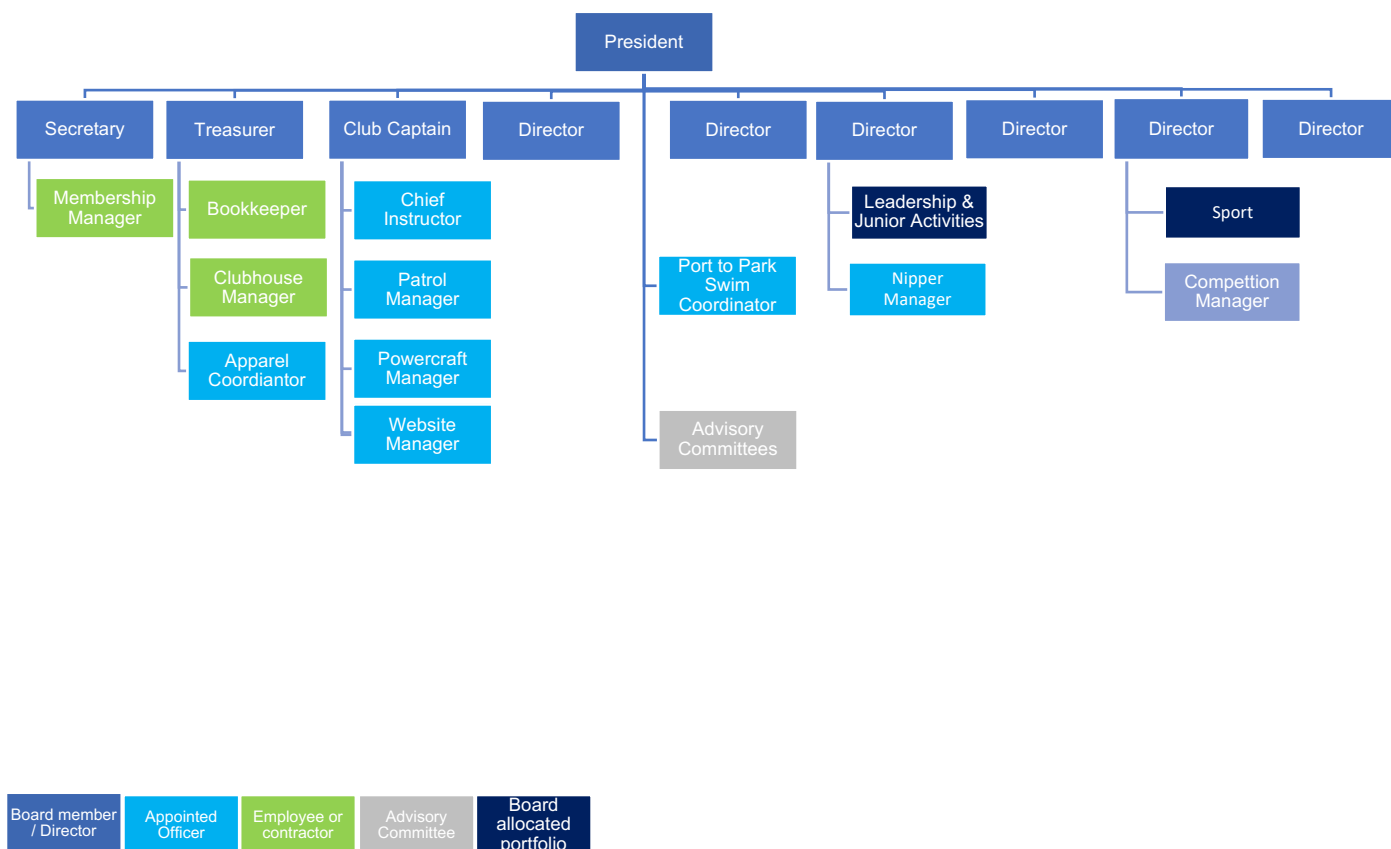 President
Secretary
Treasurer
Club Captain
Director
Director
Director
Director
Director
Director
Membership
Manager
Bookkeeper
Chief
Instructor
Leadership &
Junior Activities
Sport
Clubhouse
Manager
Patrol
Manager
Port to Park
Swim
Coordinator
Nipper
Manager
Compettion
Manager
Apparel
Coordiantor
Powercraft
Manager
Website
Manager
Advisory
Committees
Board member
/ Director
Appointed
Officer
Employee or
contractor
Advisory
Committee
Board
allocated
portfolio